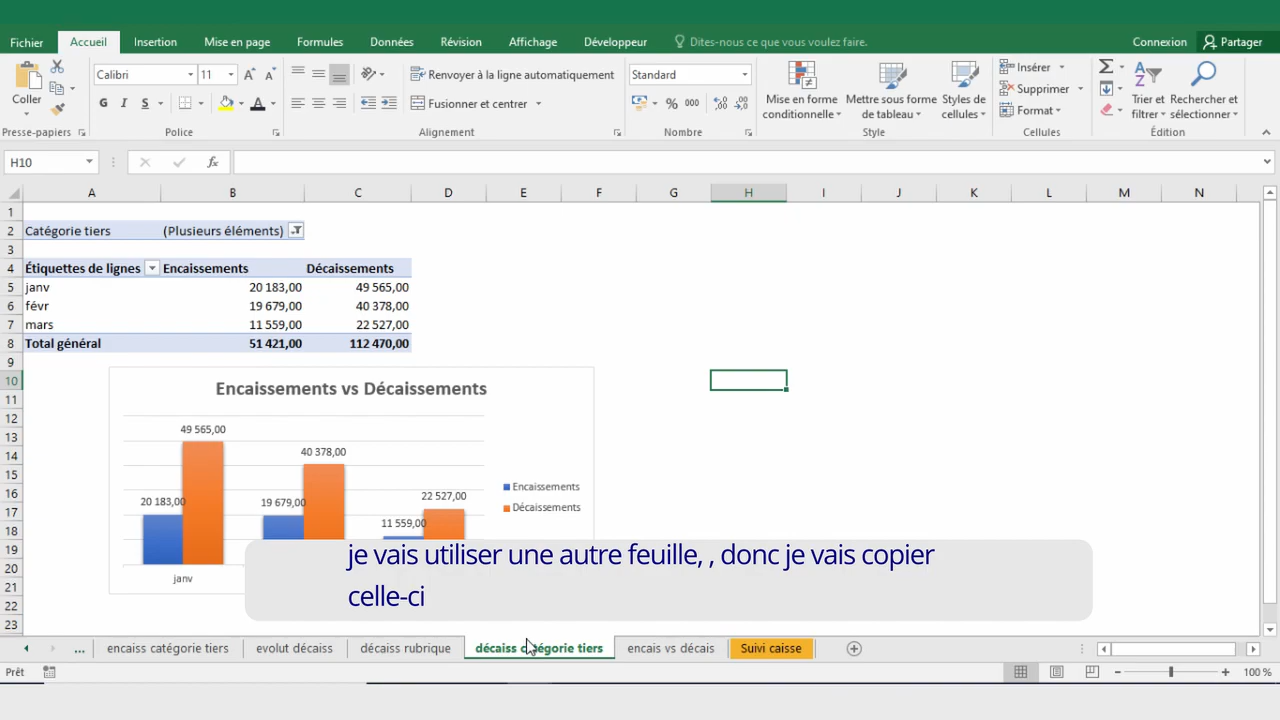 Fichier Accueil Insertion Mise en page Formules Données Révision Affichage Développeur Dites-nous ce que vous voulez faire. Connexion Partager
Calibri 11 Renvoyer à la ligne automatiquement Standard Insérer
Coller G I S Fusionner et centrer % 000 Mise en forme conditionnelle Mettre sous forme de tableau Styles de cellules Supprimer Format Trier et filtrer Rechercher et sélectionner
Presse-papiers Police Alignement Nombre Style Cellules Édition
H10 fx
A B C D E F G H I J K L M N
1
2 Catégorie tiers (Plusieurs éléments)
3
4 Étiquettes de lignes Encaissements Décaissements
5 janv 20 183,00 49 565,00
6 févr 19 679,00 40 378,00
7 mars 11 559,00 22 527,00
8 Total général 51 421,00 112 470,00
9
10 Encaissements vs Décaissements
11
12
13 49 565,00
14 40 378,00
15
16 20 183,00 19 679,00 22 527,00 Encaissements
17 11 559,00 Décaissements
18
19
20
21 janv
22
23
je vais utiliser une autre feuille, , donc je vais copier
celle-ci
... encaiss catégorie tiers evolut décaiss décaiss rubrique décaiss catégorie tiers encais vs décais Suivi caisse
Prêt 100 %